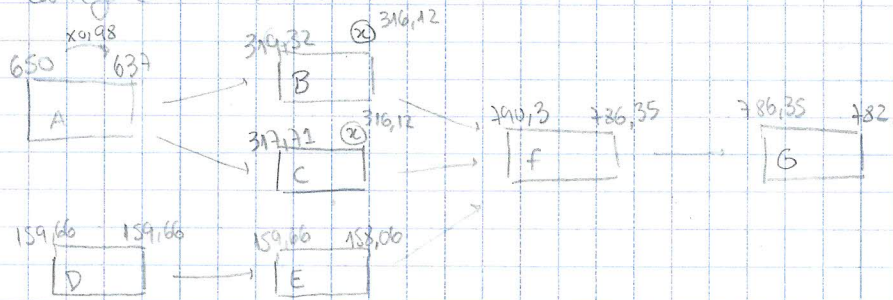 x0,98
650 637
A
319,32 x 316,12
B
317,71 x 316,12
C
790,3 786,35
f
786,35 782
G
159,66 159,66
D
159,66 158,06
E